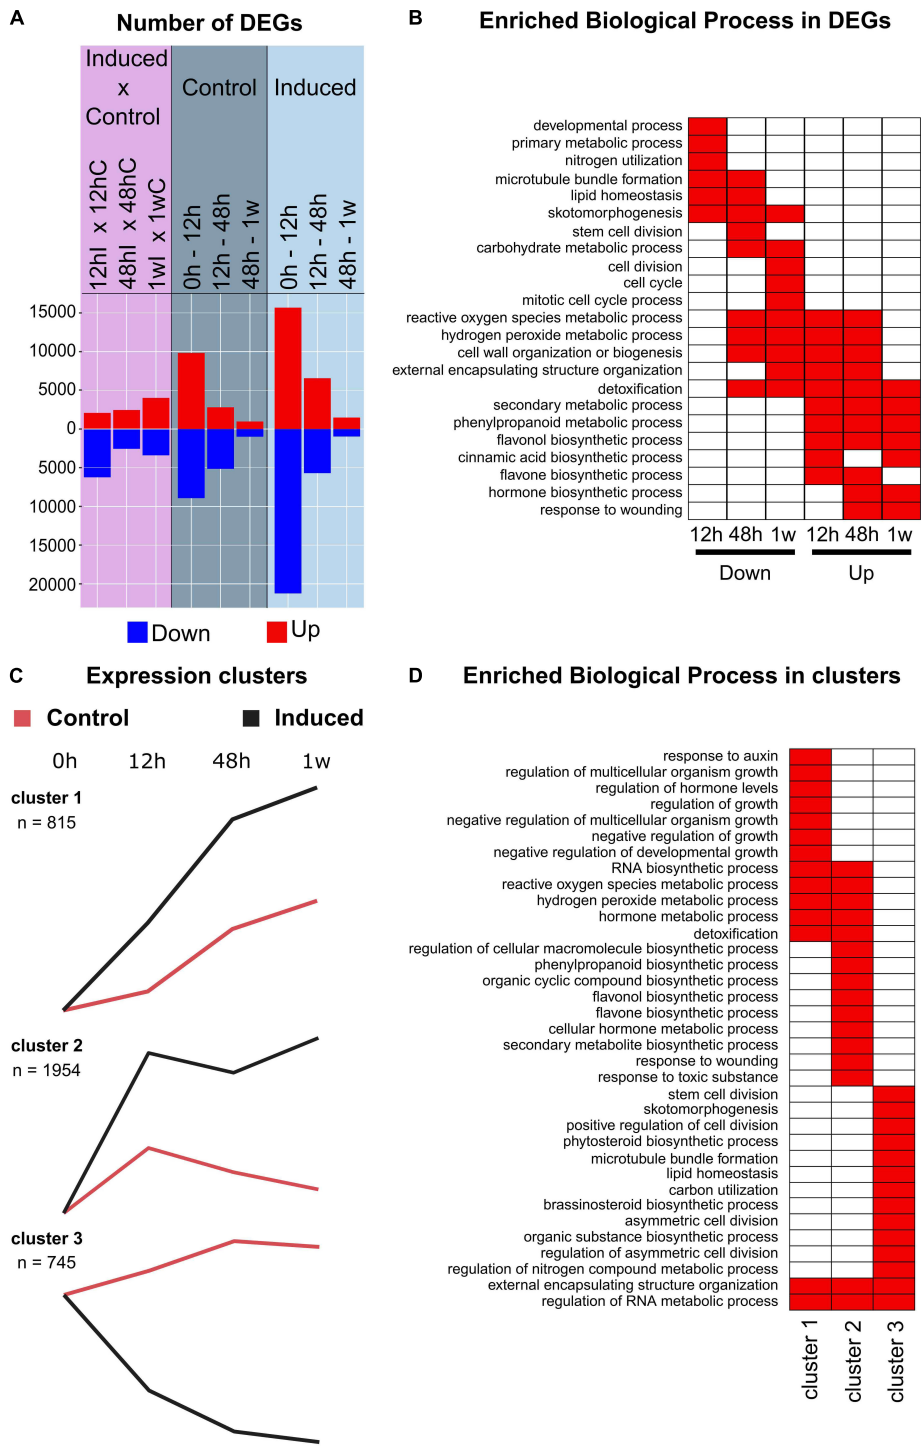 A
Number of DEGs
Induced
x
Control
Control
Induced
12hI x 12hC
48hI x 48hC
1wI x 1wC
0h - 12h
12h - 48h
48h - 1w
0h - 12h
12h - 48h
48h - 1w
15000
10000
5000
0
5000
10000
15000
20000
Down
Up
B
Enriched Biological Process in DEGs
developmental process
primary metabolic process
nitrogen utilization
microtubule bundle formation
lipid homeostasis
skotomorphogenesis
stem cell division
carbohydrate metabolic process
cell division
cell cycle
mitotic cell cycle process
reactive oxygen species metabolic process
hydrogen peroxide metabolic process
cell wall organization or biogenesis
external encapsulating structure organization
detoxification
secondary metabolic process
phenylpropanoid metabolic process
flavonol biosynthetic process
cinnamic acid biosynthetic process
flavone biosynthetic process
hormone biosynthetic process
response to wounding
12h 48h 1w 12h 48h 1w
Down Up
C
Expression clusters
Control
Induced
0h 12h 48h 1w
cluster 1
n = 815
cluster 2
n = 1954
cluster 3
n = 745
D
Enriched Biological Process in clusters
response to auxin
regulation of multicellular organism growth
regulation of hormone levels
regulation of growth
negative regulation of multicellular organism growth
negative regulation of growth
negative regulation of developmental growth
RNA biosynthetic process
reactive oxygen species metabolic process
hydrogen peroxide metabolic process
hormone metabolic process
detoxification
regulation of cellular macromolecule biosynthetic process
phenylpropanoid biosynthetic process
organic cyclic compound biosynthetic process
flavonol biosynthetic process
flavone biosynthetic process
cellular hormone metabolic process
secondary metabolite biosynthetic process
response to wounding
response to toxic substance
stem cell division
skotomorphogenesis
positive regulation of cell division
phytosteroid biosynthetic process
microtubule bundle formation
lipid homeostasis
carbon utilization
brassinosteroid biosynthetic process
asymmetric cell division
organic substance biosynthetic process
regulation of asymmetric cell division
regulation of nitrogen compound metabolic process
external encapsulating structure organization
regulation of RNA metabolic process
cluster 1
cluster 2
cluster 3